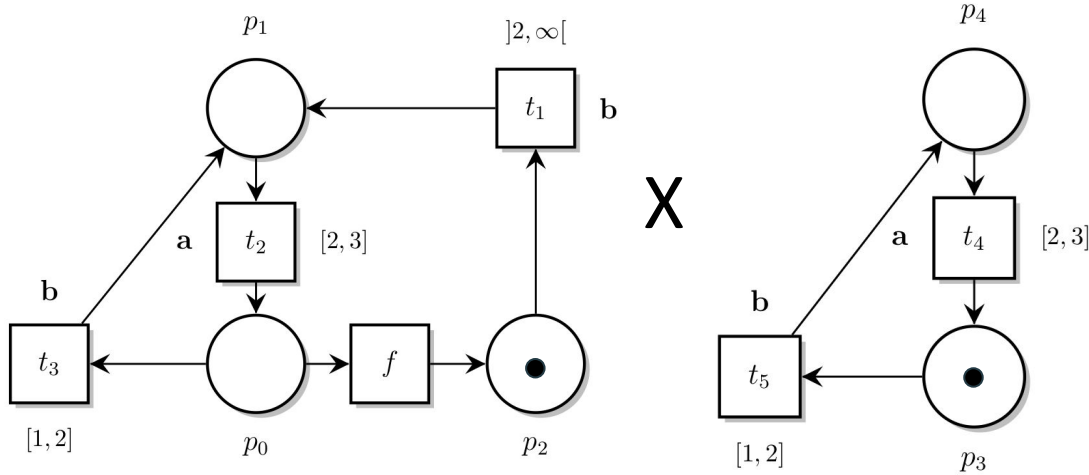 p₁
]2, ∞[
t₁
b
t₂
a
[2, 3]
b
t₃
f
[1, 2]
p₀
p₂
X
p₄
t₄
a
[2, 3]
b
t₅
[1, 2]
p₃